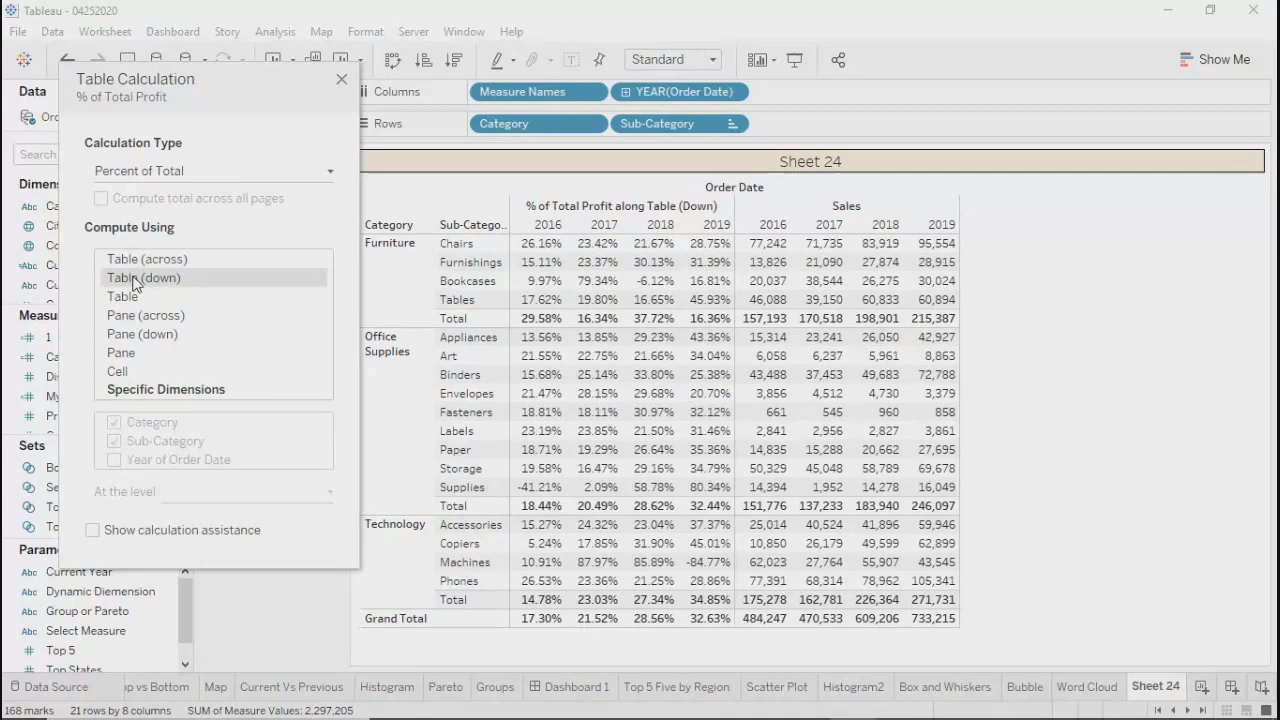 Tableau - 04252020
File Data Worksheet Dashboard Story Analysis Map Format Server Window Help
Standard
Show Me
Data
Search
Dimens
Abc
Abc
=Abc
Abc
Measur
1
Sets
Param
Abc Current Year
Abc Dynamic Diemension
Abc Group or Pareto
Abc Select Measure
# Top 5
Top States
Table Calculation
% of Total Profit
Calculation Type
Percent of Total
Compute total across all pages
Compute Using
Table (across)
Table (down)
Table
Pane (across)
Pane (down)
Pane
Cell
Specific Dimensions
Category
Sub-Category
Year of Order Date
At the level
Show calculation assistance
Columns Measure Names YEAR(Order Date)
Rows Category Sub-Category
Sheet 24
Order Date
% of Total Profit along Table (Down) Sales
Category Sub-Catego.. 2016 2017 2018 2019 2016 2017 2018 2019
Furniture Chairs 26.16% 23.42% 21.67% 28.75% 77,242 71,735 83,919 95,554
Furnishings 15.11% 23.37% 30.13% 31.39% 13,826 21,090 27,874 28,915
Bookcases 9.97% 79.34% -6.12% 16.81% 20,037 38,544 26,275 30,024
Tables 17.62% 19.80% 16.65% 45.93% 46,088 39,150 60,833 60,894
Total 29.58% 16.34% 37.72% 16.36% 157,193 170,518 198,901 215,387
Office Supplies Appliances 13.56% 13.85% 29.23% 43.36% 15,314 23,241 26,050 42,927
Art 21.55% 22.75% 21.66% 34.04% 6,058 6,237 5,961 8,863
Binders 15.68% 25.14% 33.80% 25.38% 43,488 37,453 49,683 72,788
Envelopes 21.47% 28.15% 29.68% 20.70% 3,856 4,512 4,730 3,379
Fasteners 18.81% 18.11% 30.97% 32.12% 661 545 960 858
Labels 23.19% 23.85% 21.50% 31.46% 2,841 2,956 2,827 3,861
Paper 18.71% 19.29% 26.64% 35.36% 14,835 15,288 20,662 27,695
Storage 19.58% 16.47% 29.16% 34.79% 50,329 45,048 58,789 69,678
Supplies -41.21% 2.09% 58.78% 80.34% 14,394 1,952 14,278 16,049
Total 18.44% 20.49% 28.62% 32.44% 151,776 137,233 183,940 246,097
Technology Accessories 15.27% 24.32% 23.04% 37.37% 25,014 40,524 41,896 59,946
Copiers 5.24% 17.85% 31.90% 45.01% 10,850 26,179 49,599 62,899
Machines 10.91% 87.97% 85.89% -84.77% 62,023 27,764 55,907 43,545
Phones 26.53% 23.36% 21.25% 28.86% 77,391 68,314 78,962 105,341
Total 14.78% 23.03% 27.34% 34.85% 175,278 162,781 226,364 271,731
Grand Total 17.30% 21.52% 28.56% 32.63% 484,247 470,533 609,206 733,215
Data Source op vs Bottom Map Current Vs Previous Histogram Pareto Groups Dashboard 1 Top 5 Five by Region Scatter Plot Histogram2 Box and Whiskers Bubble Word Cloud Sheet 24
168 marks 21 rows by 8 columns SUM of Measure Values: 2,297,205